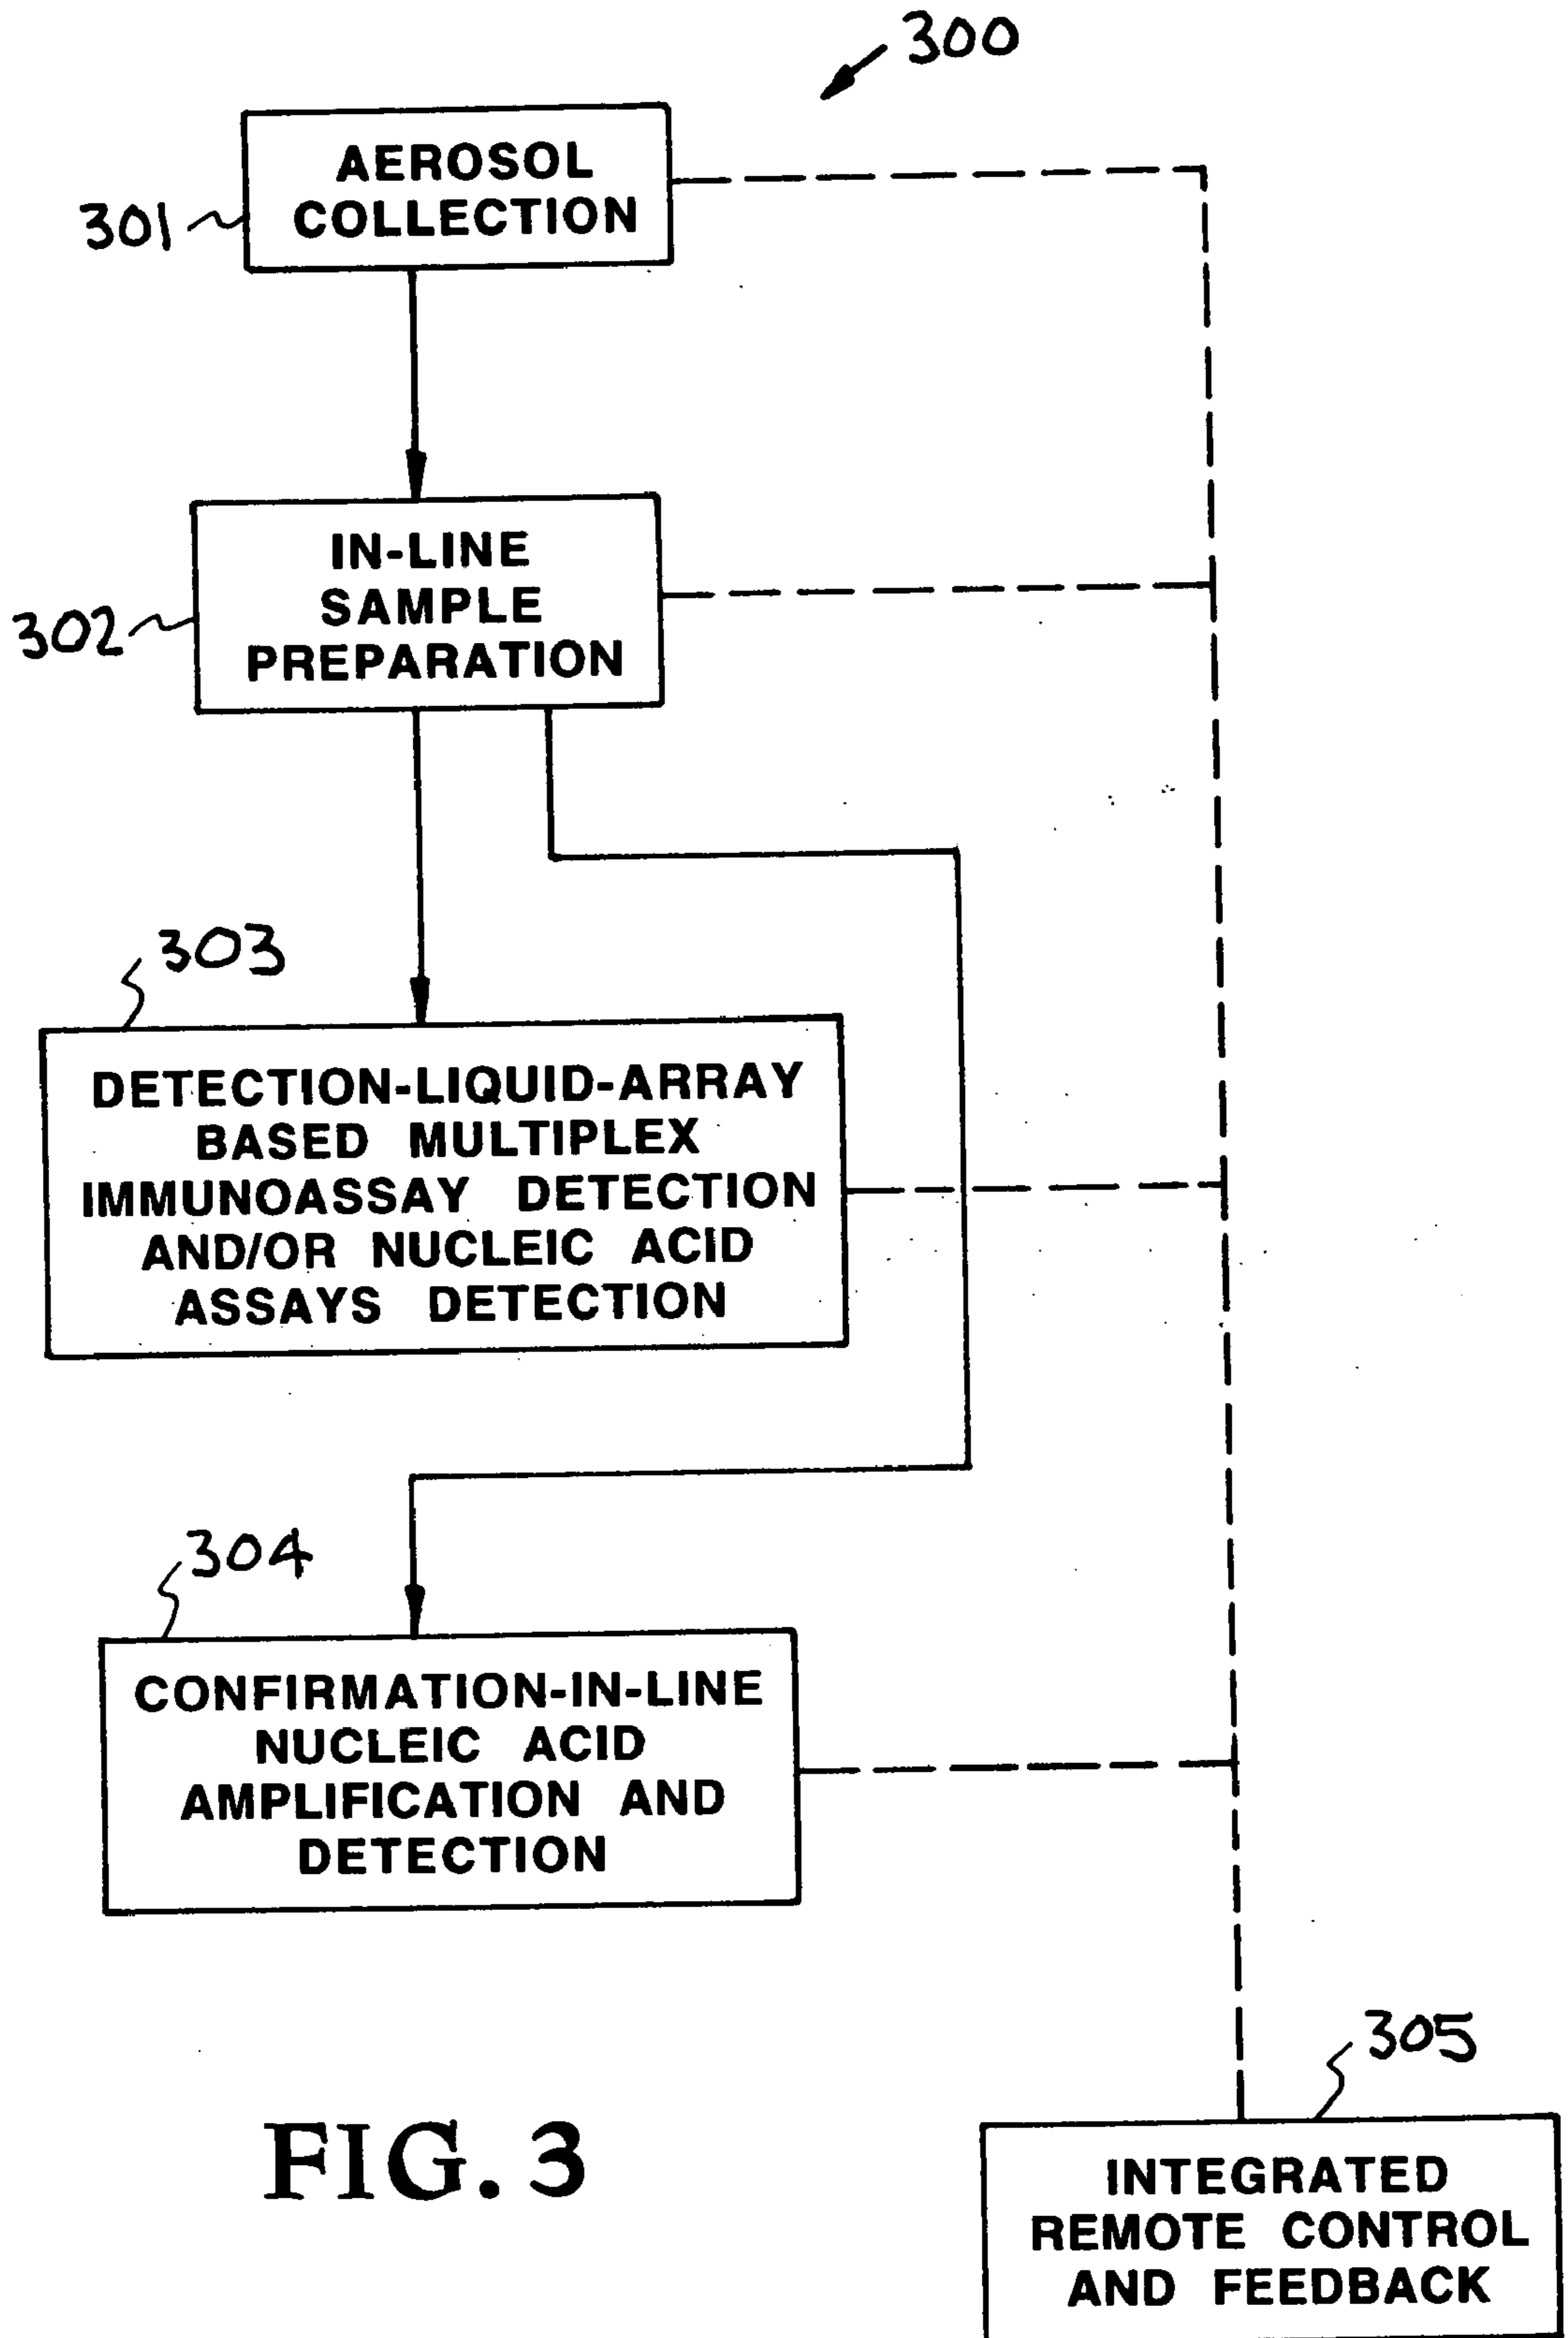 300
AEROSOL
COLLECTION
301
IN-LINE
SAMPLE
PREPARATION
302
303
DETECTION-LIQUID-ARRAY
BASED MULTIPLEX
IMMUNOASSAY DETECTION
AND/OR NUCLEIC ACID
ASSAYS DETECTION
304
CONFIRMATION-IN-LINE
NUCLEIC ACID
AMPLIFICATION AND
DETECTION
305
INTEGRATED
REMOTE CONTROL
AND FEEDBACK
FIG. 3